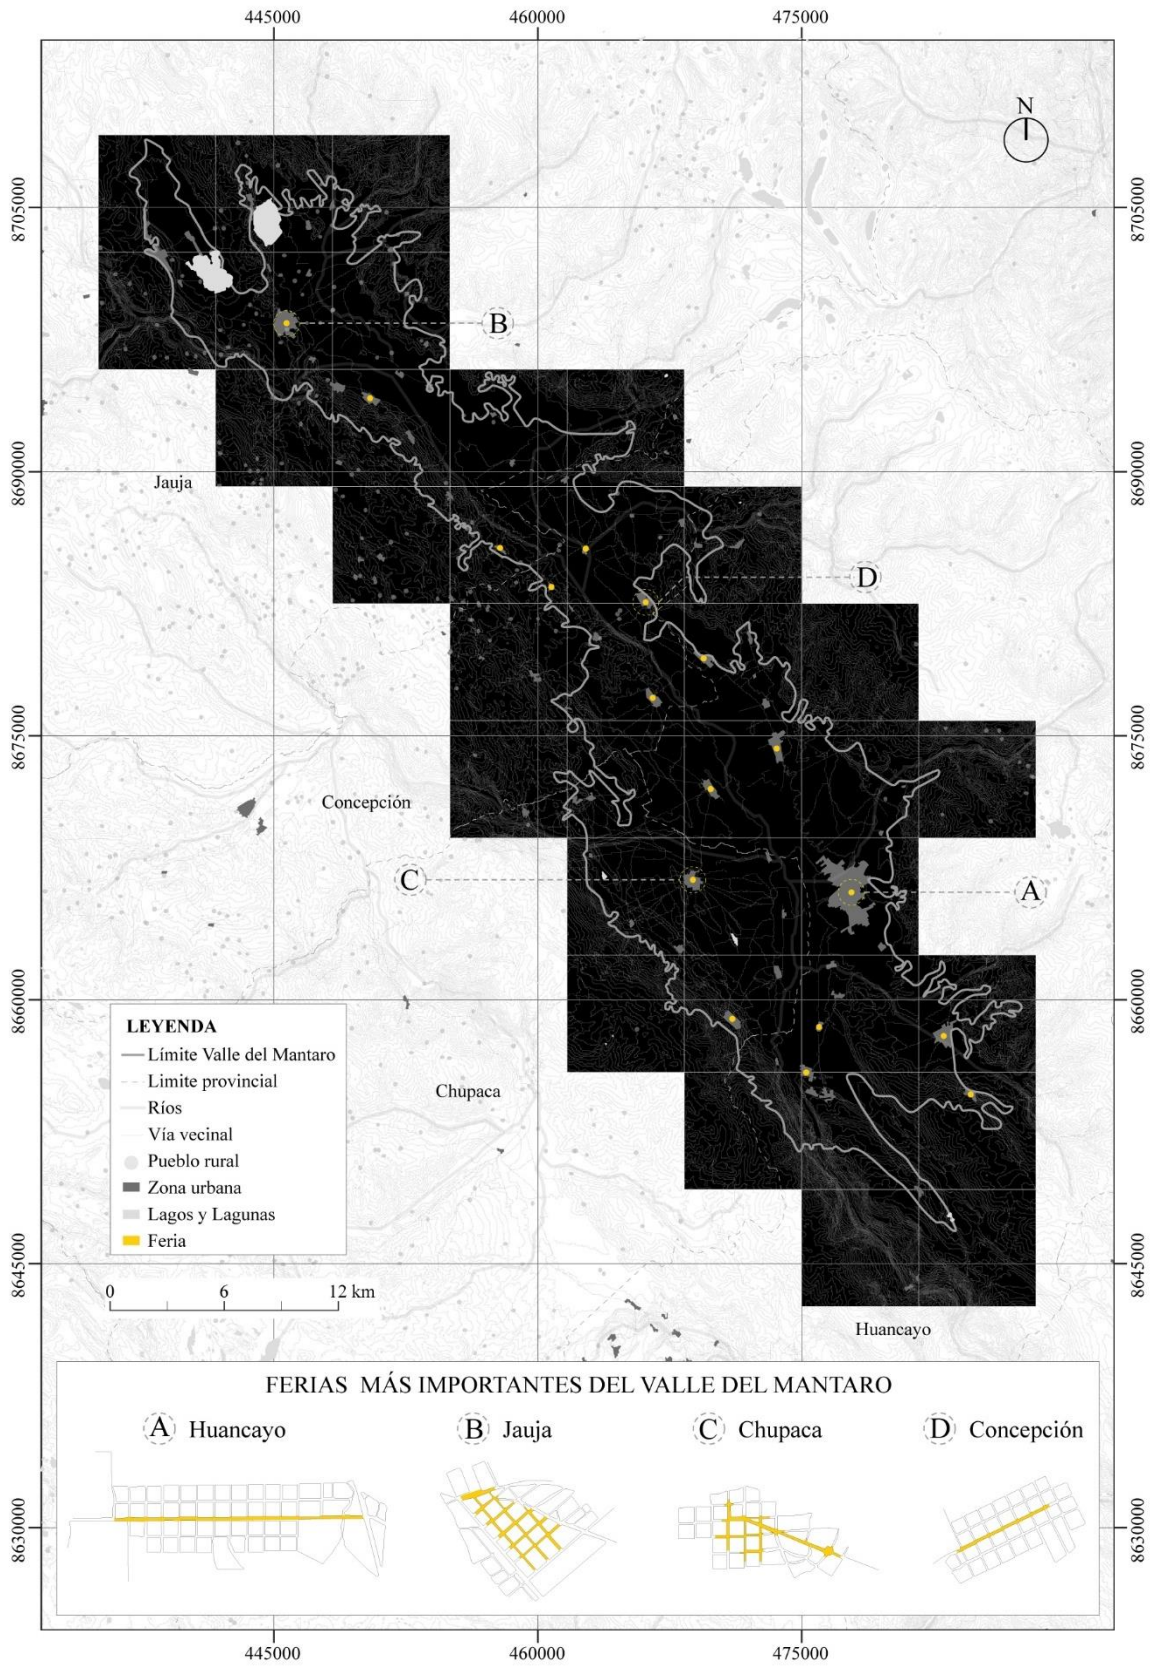 445000 460000 475000
N
8705000 8705000
B
8690000 8690000
Jauja
D
8675000 8675000
Concepción
C
A
8660000 8660000
LEYENDA
Límite Valle del Mantaro
Limite provincial
Ríos
Vía vecinal
Pueblo rural
Zona urbana
Lagos y Lagunas
Feria
Chupaca
8645000 8645000
0 6 12 km
Huancayo
FERIAS MÁS IMPORTANTES DEL VALLE DEL MANTARO
A Huancayo B Jauja C Chupaca D Concepción
8630000 8630000
445000 460000 475000